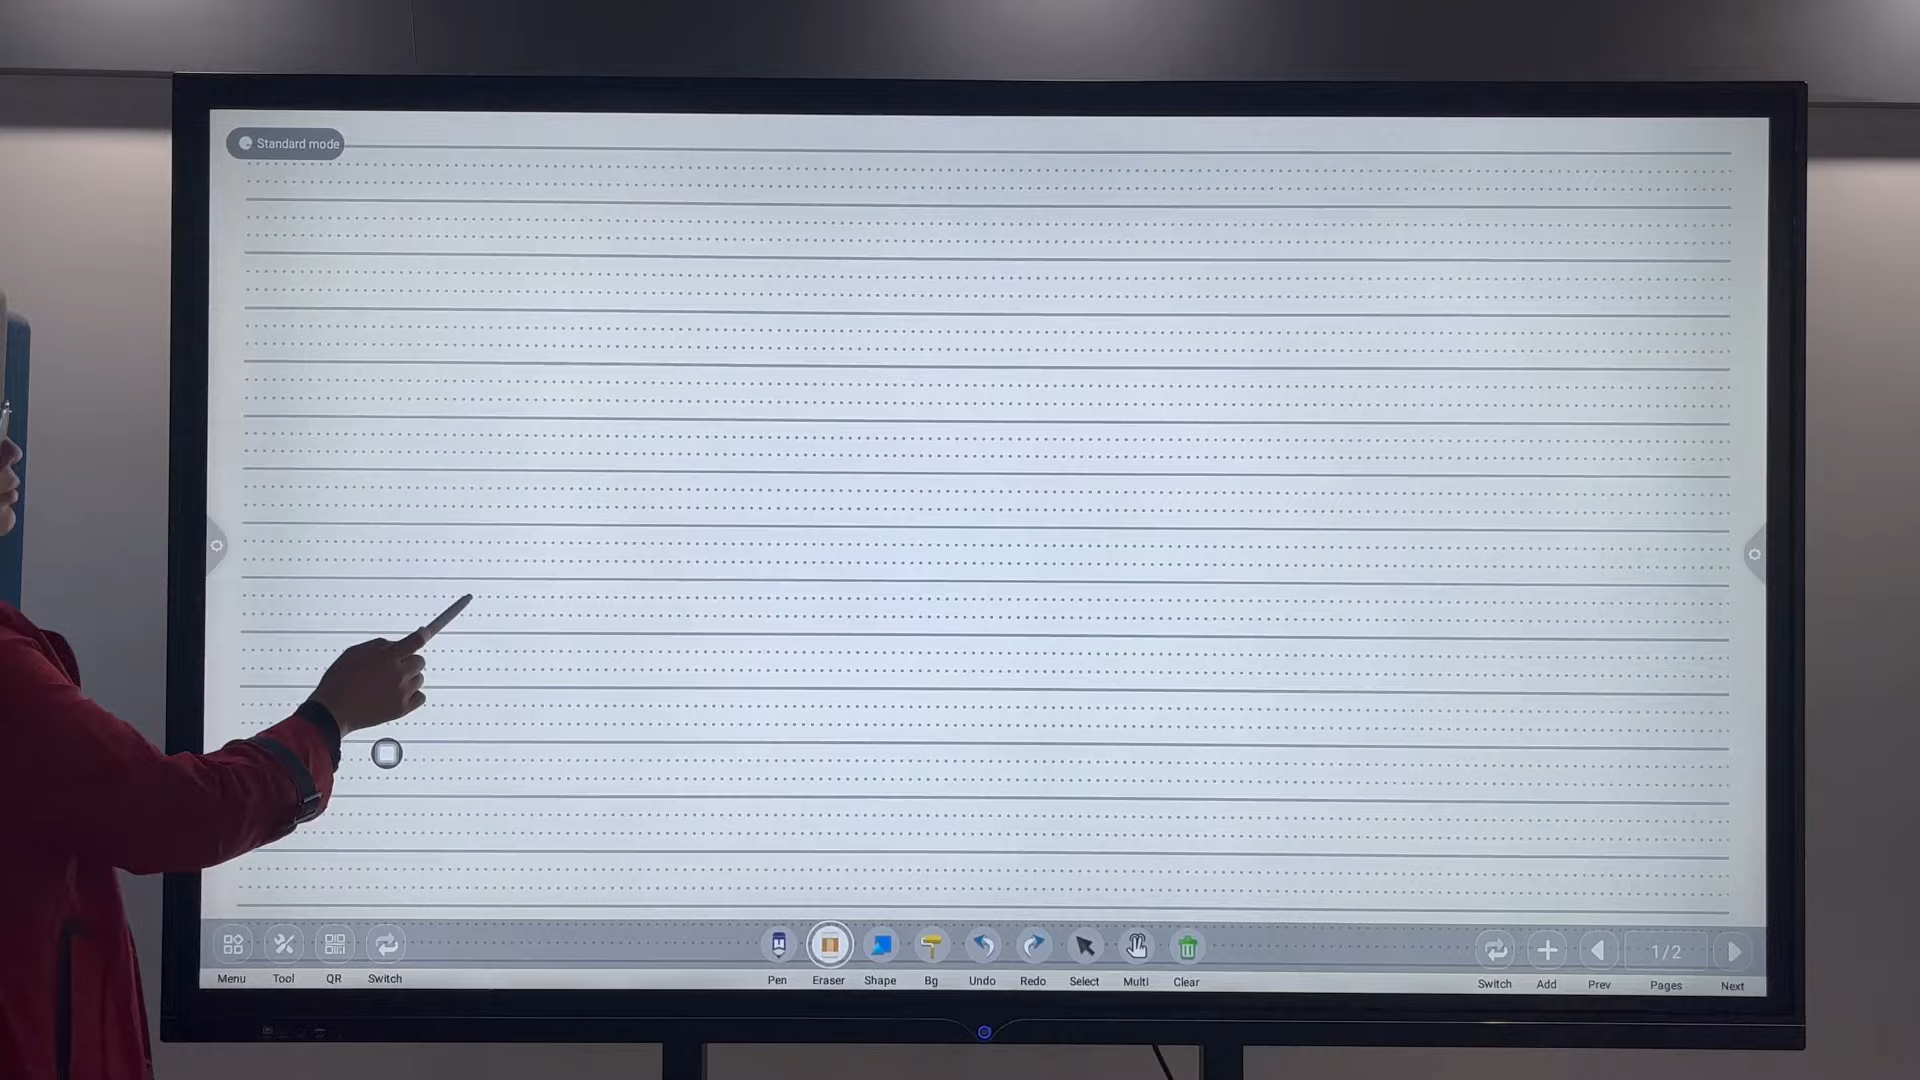 Standard mode
Menu Tool QR Switch
Pen Eraser Shape Bg Undo Redo Select Multi Clear
1/2
Switch Add Prev Pages Next